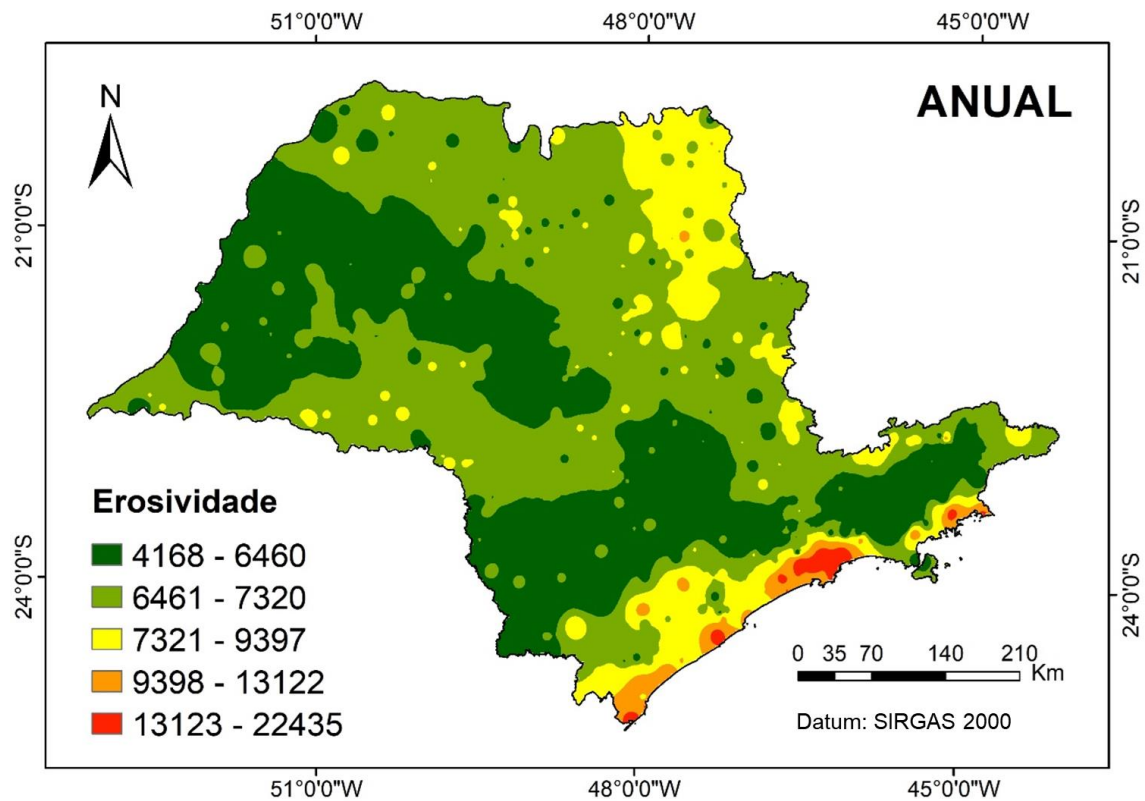 51°0'0"W 48°0'0"W 45°0'0"W
N
ANUAL
21°0'0"S
21°0'0"S
Erosividade
4168 - 6460
6461 - 7320
7321 - 9397
9398 - 13122
13123 - 22435
24°0'0"S
24°0'0"S
0 35 70 140 210
Km
Datum: SIRGAS 2000
51°0'0"W 48°0'0"W 45°0'0"W